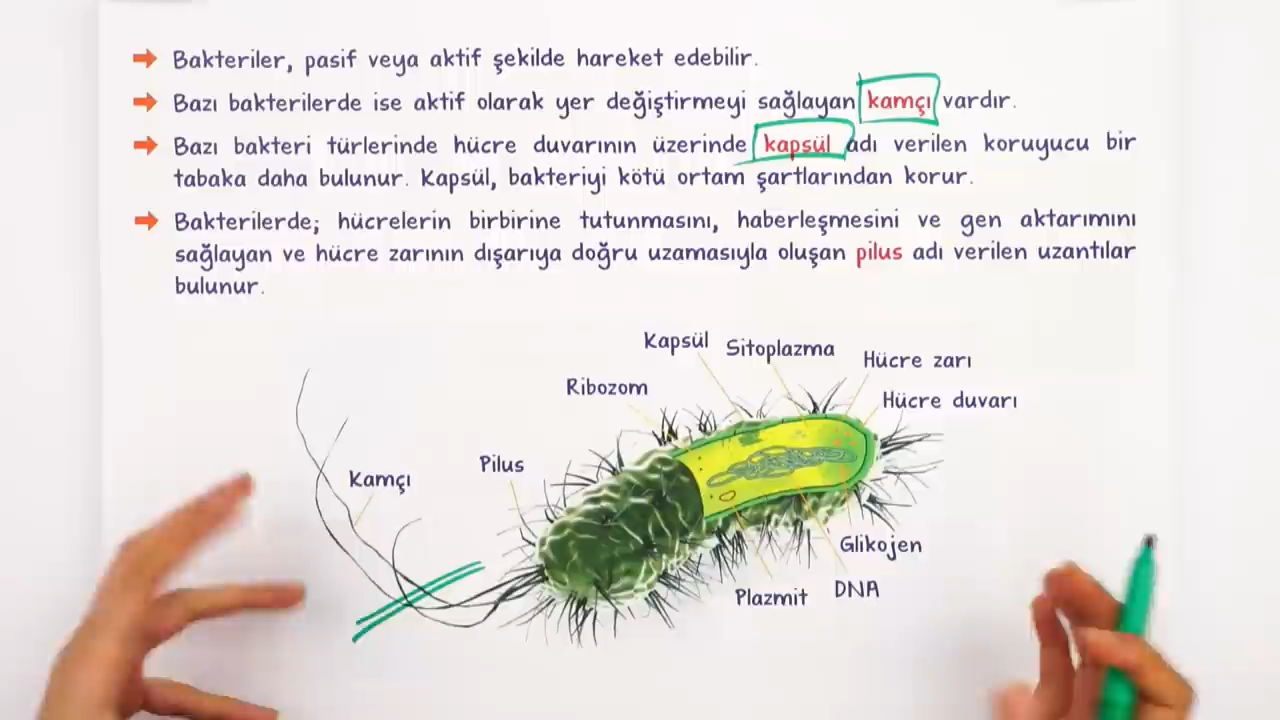 Bakteriler, pasif veya aktif şekilde hareket edebilir.
Bazı bakterilerde ise aktif olarak yer değiştirmeyi sağlayan kamçı vardır.
Bazı bakteri türlerinde hücre duvarının üzerinde kapsül adı verilen koruyucu bir
tabaka daha bulunur. Kapsül, bakteriyi kötü ortam şartlarından korur.
Bakterilerde; hücrelerin birbirine tutunmasını, haberleşmesini ve gen aktarımını
sağlayan ve hücre zarının dışarıya doğru uzamasıyla oluşan pilus adı verilen uzantılar
bulunur.
Kapsül
Sitoplazma
Hücre zarı
Ribozom
Hücre duvarı
Pilus
Kamçı
Glikojen
Plazmit
DNA